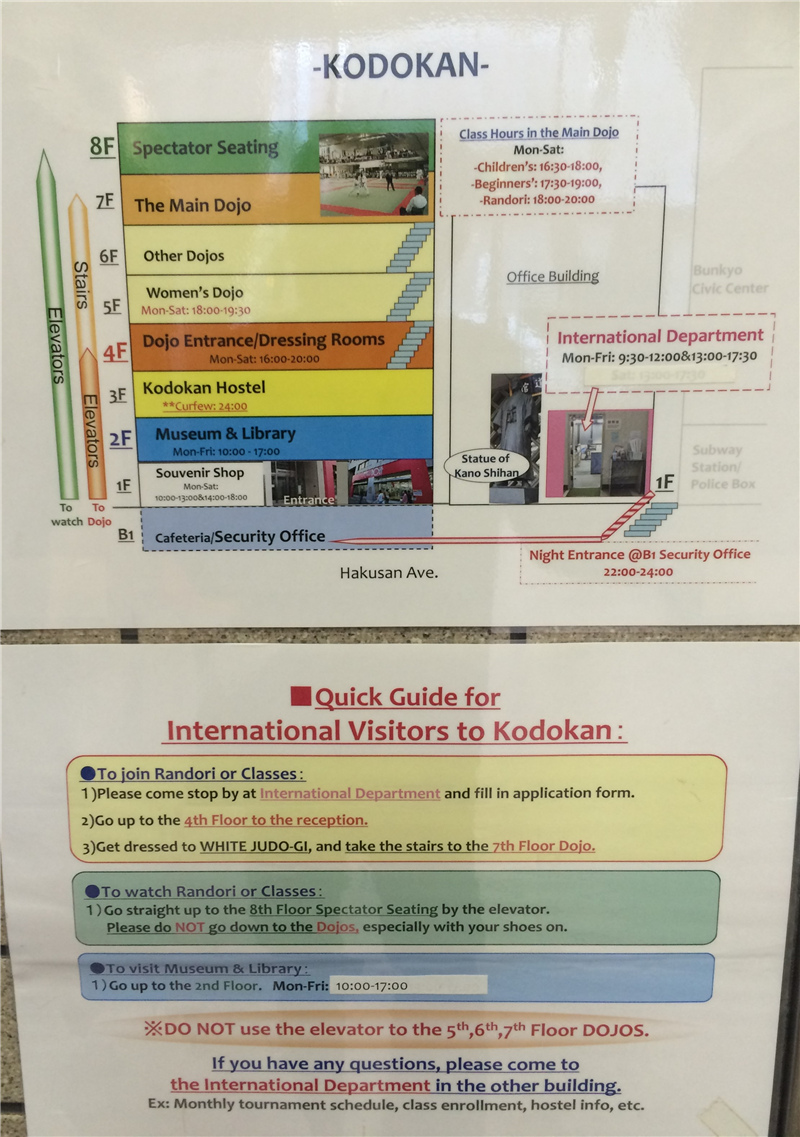 -KODOKAN-
8F Spectator Seating
7F The Main Dojo
6F Other Dojos
5F Women's Dojo
Mon-Sat: 18:00-19:30
4F Dojo Entrance/Dressing Rooms
Mon-Sat: 16:00-20:00
3F Kodokan Hostel
**Curfew: 24:00
2F Museum & Library
Mon-Fri: 10:00 - 17:00
1F Souvenir Shop
Mon-Sat:
10:00-13:00&14:00-18:00
Entrance
B1 Cafeteria/Security Office
Elevators
Stairs
Elevators
To watch
To Dojo
Hakusan Ave.
Class Hours in the Main Dojo
Mon-Sat:
-Children's: 16:30-18:00,
-Beginners': 17:30-19:00,
-Randori: 18:00-20:00
Office Building
Bunkyo
Civic Center
International Department
Mon-Fri: 9:30-12:00&13:00-17:30
Sat: 13:00-17:30
Statue of
Kano Shihan
Subway
Station/
Police Box
1F
Night Entrance @B1 Security Office
22:00-24:00
■Quick Guide for
International Visitors to Kodokan:
●To join Randori or Classes:
1)Please come stop by at International Department and fill in application form.
2)Go up to the 4th Floor to the reception.
3)Get dressed to WHITE JUDO-GI, and take the stairs to the 7th Floor Dojo.
●To watch Randori or Classes:
1)Go straight up to the 8th Floor Spectator Seating by the elevator.
Please do NOT go down to the Dojos, especially with your shoes on.
●To visit Museum & Library:
1)Go up to the 2nd Floor. Mon-Fri: 10:00-17:00
※DO NOT use the elevator to the 5th,6th,7th Floor DOJOS.
If you have any questions, please come to
the International Department in the other building.
Ex: Monthly tournament schedule, class enrollment, hostel info, etc.